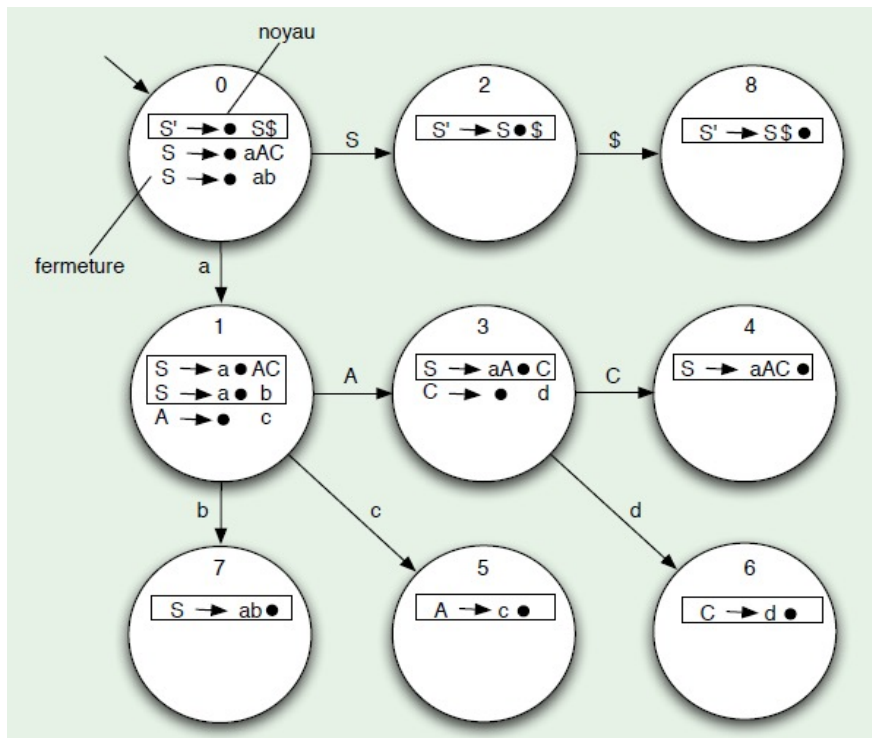 noyau
0
S' → ● S$
S → ● aAC
S → ● ab
fermeture
S
2
S' → S ● $
$
8
S' → S $ ●
a
1
S → a ● AC
S → a ● b
A → ● c
A
3
S → aA ● C
C → ● d
C
4
S → aAC ●
b
c
d
7
S → ab ●
5
A → c ●
6
C → d ●